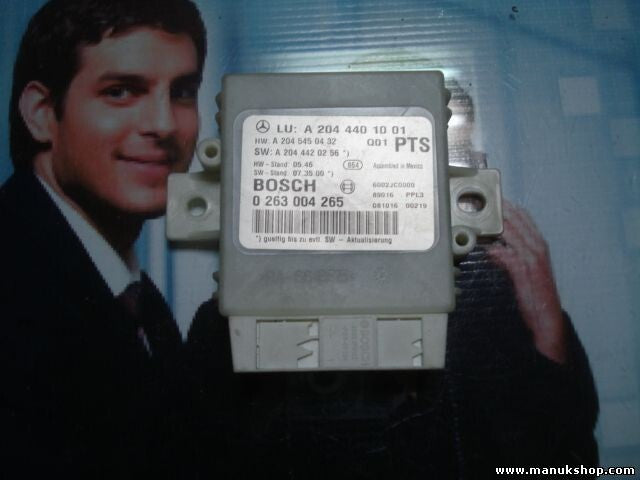 LU: A 204 440 10 01
HW: A 204 545 04 32 Q01 PTS
SW: A 204 442 02 56 *)
HW - Stand 05.46 (864) Assembled in Mexico
SW - Stand 07.35.00 *)
BOSCH 6002JC0000
0 263 004 265 89016 PPL3
081016 00219
*) gueltig bis zu evtl. SW - Aktualisierung
www.manukshop.com